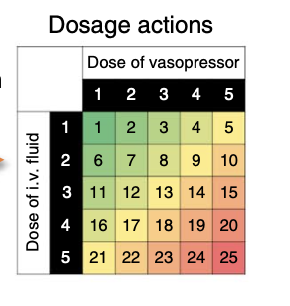 Dosage actions
Dose of vasopressor
1 2 3 4 5
Dose of i.v. fluid
1 1 2 3 4 5
2 6 7 8 9 10
3 11 12 13 14 15
4 16 17 18 19 20
5 21 22 23 24 25